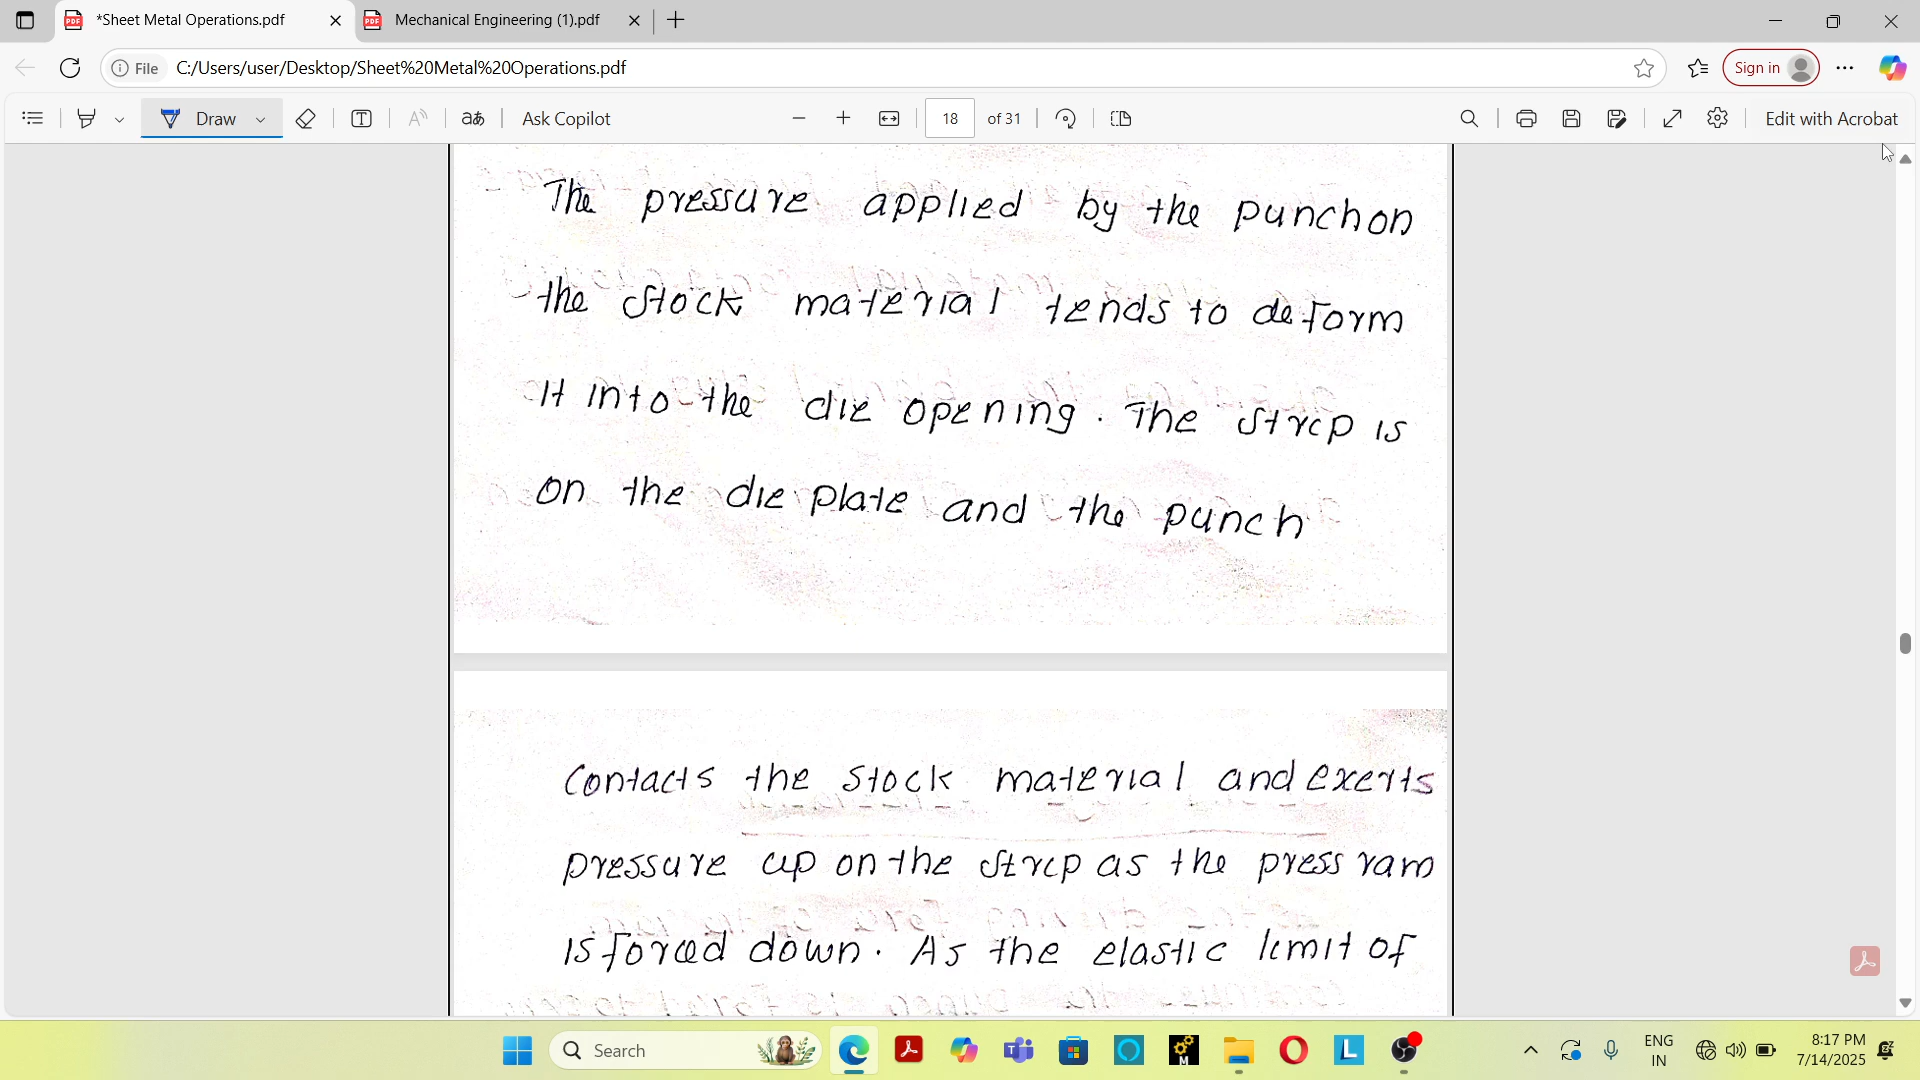 *Sheet Metal Operations.pdf
Mechanical Engineering (1).pdf
File C:/Users/user/Desktop/Sheet%20Metal%20Operations.pdf
Sign in
Draw
Ask Copilot
18 of 31
Edit with Acrobat
The pressure applied by the punch on
the stock material tends to deform
it into the die opening. The strip is
on the die plate and the punch
Contacts the stock material and exerts
pressure up on the strip as the press ram
is forced down. As the elastic limit of
Search
ENG
IN
8:17 PM
7/14/2025